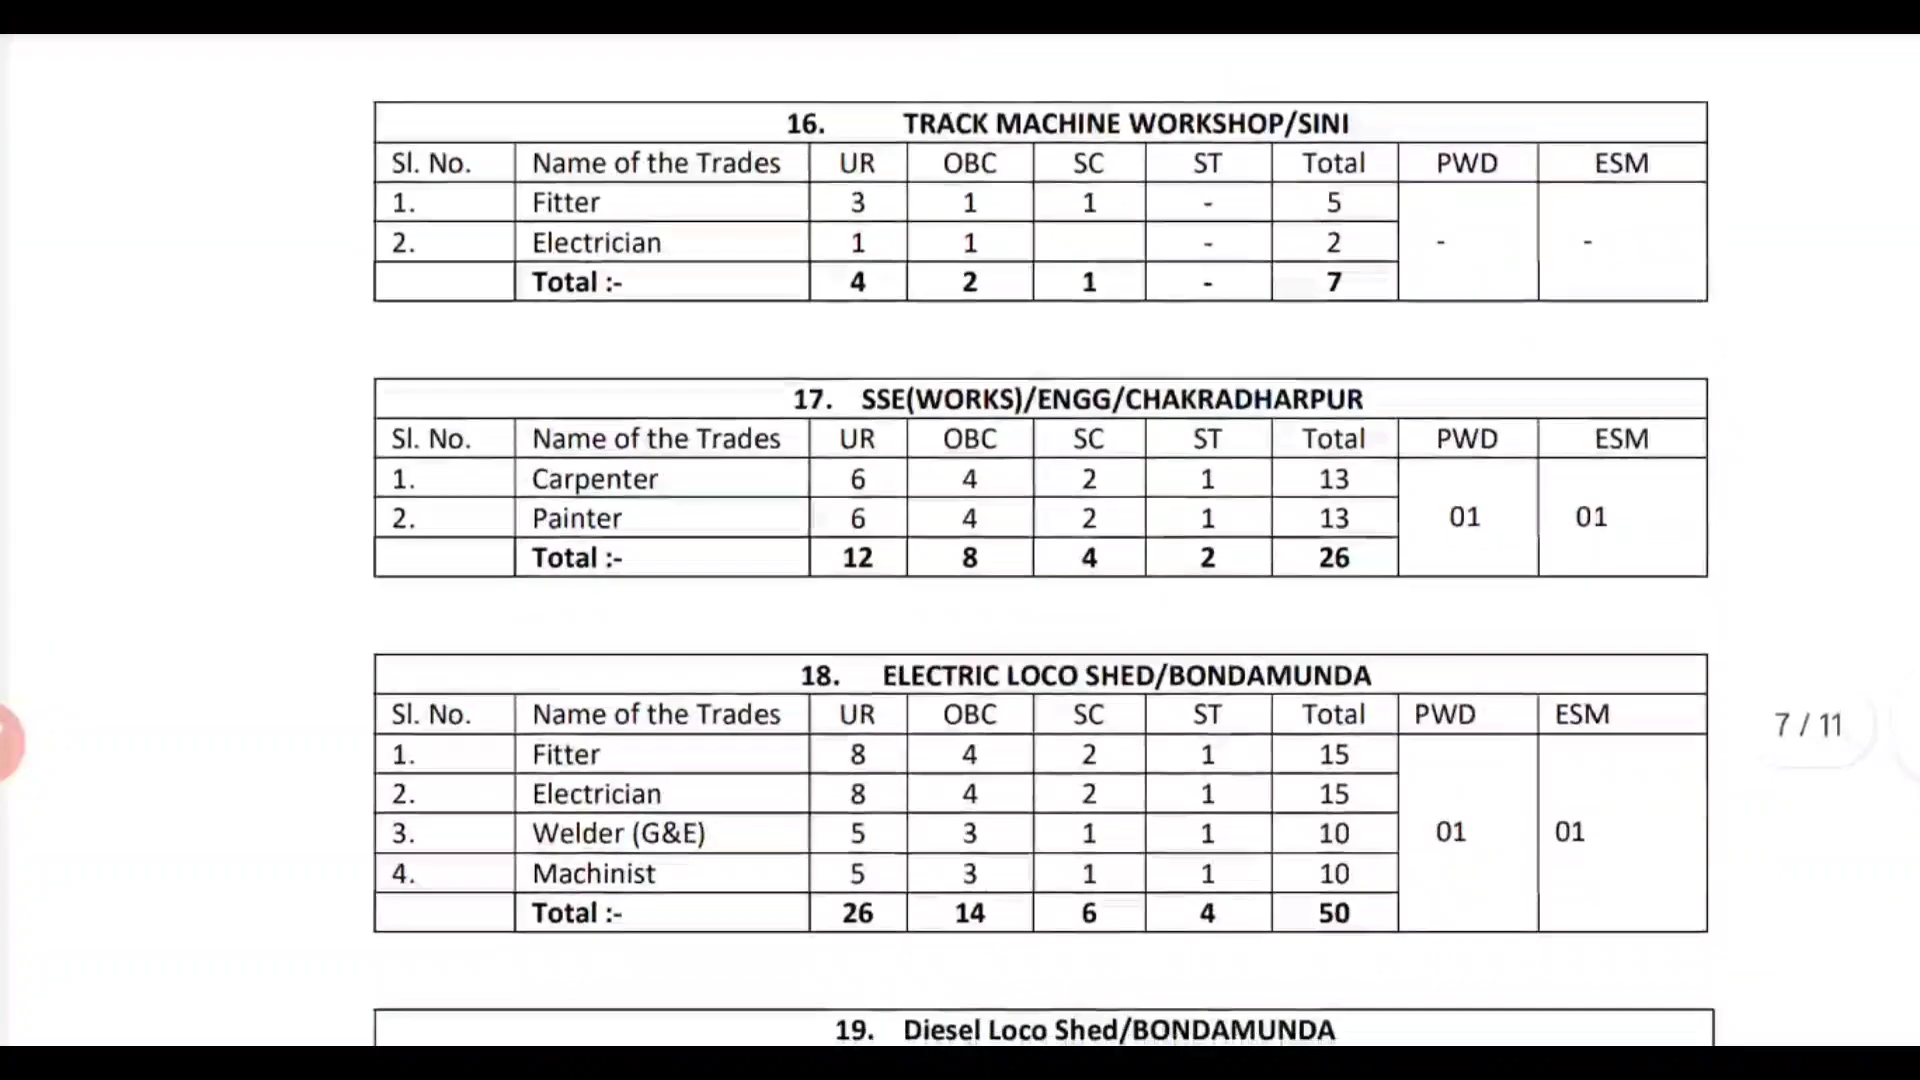 16. TRACK MACHINE WORKSHOP/SINI
Sl. No. Name of the Trades UR OBC SC ST Total PWD ESM
1. Fitter 3 1 1 - 5
2. Electrician 1 1 - 2 - -
Total :- 4 2 1 - 7
17. SSE(WORKS)/ENGG/CHAKRADHARPUR
Sl. No. Name of the Trades UR OBC SC ST Total PWD ESM
1. Carpenter 6 4 2 1 13
2. Painter 6 4 2 1 13 01 01
Total :- 12 8 4 2 26
18. ELECTRIC LOCO SHED/BONDAMUNDA
Sl. No. Name of the Trades UR OBC SC ST Total PWD ESM
1. Fitter 8 4 2 1 15
2. Electrician 8 4 2 1 15
3. Welder (G&E) 5 3 1 1 10 01 01
4. Machinist 5 3 1 1 10
Total :- 26 14 6 4 50
7 / 11
19. Diesel Loco Shed/BONDAMUNDA